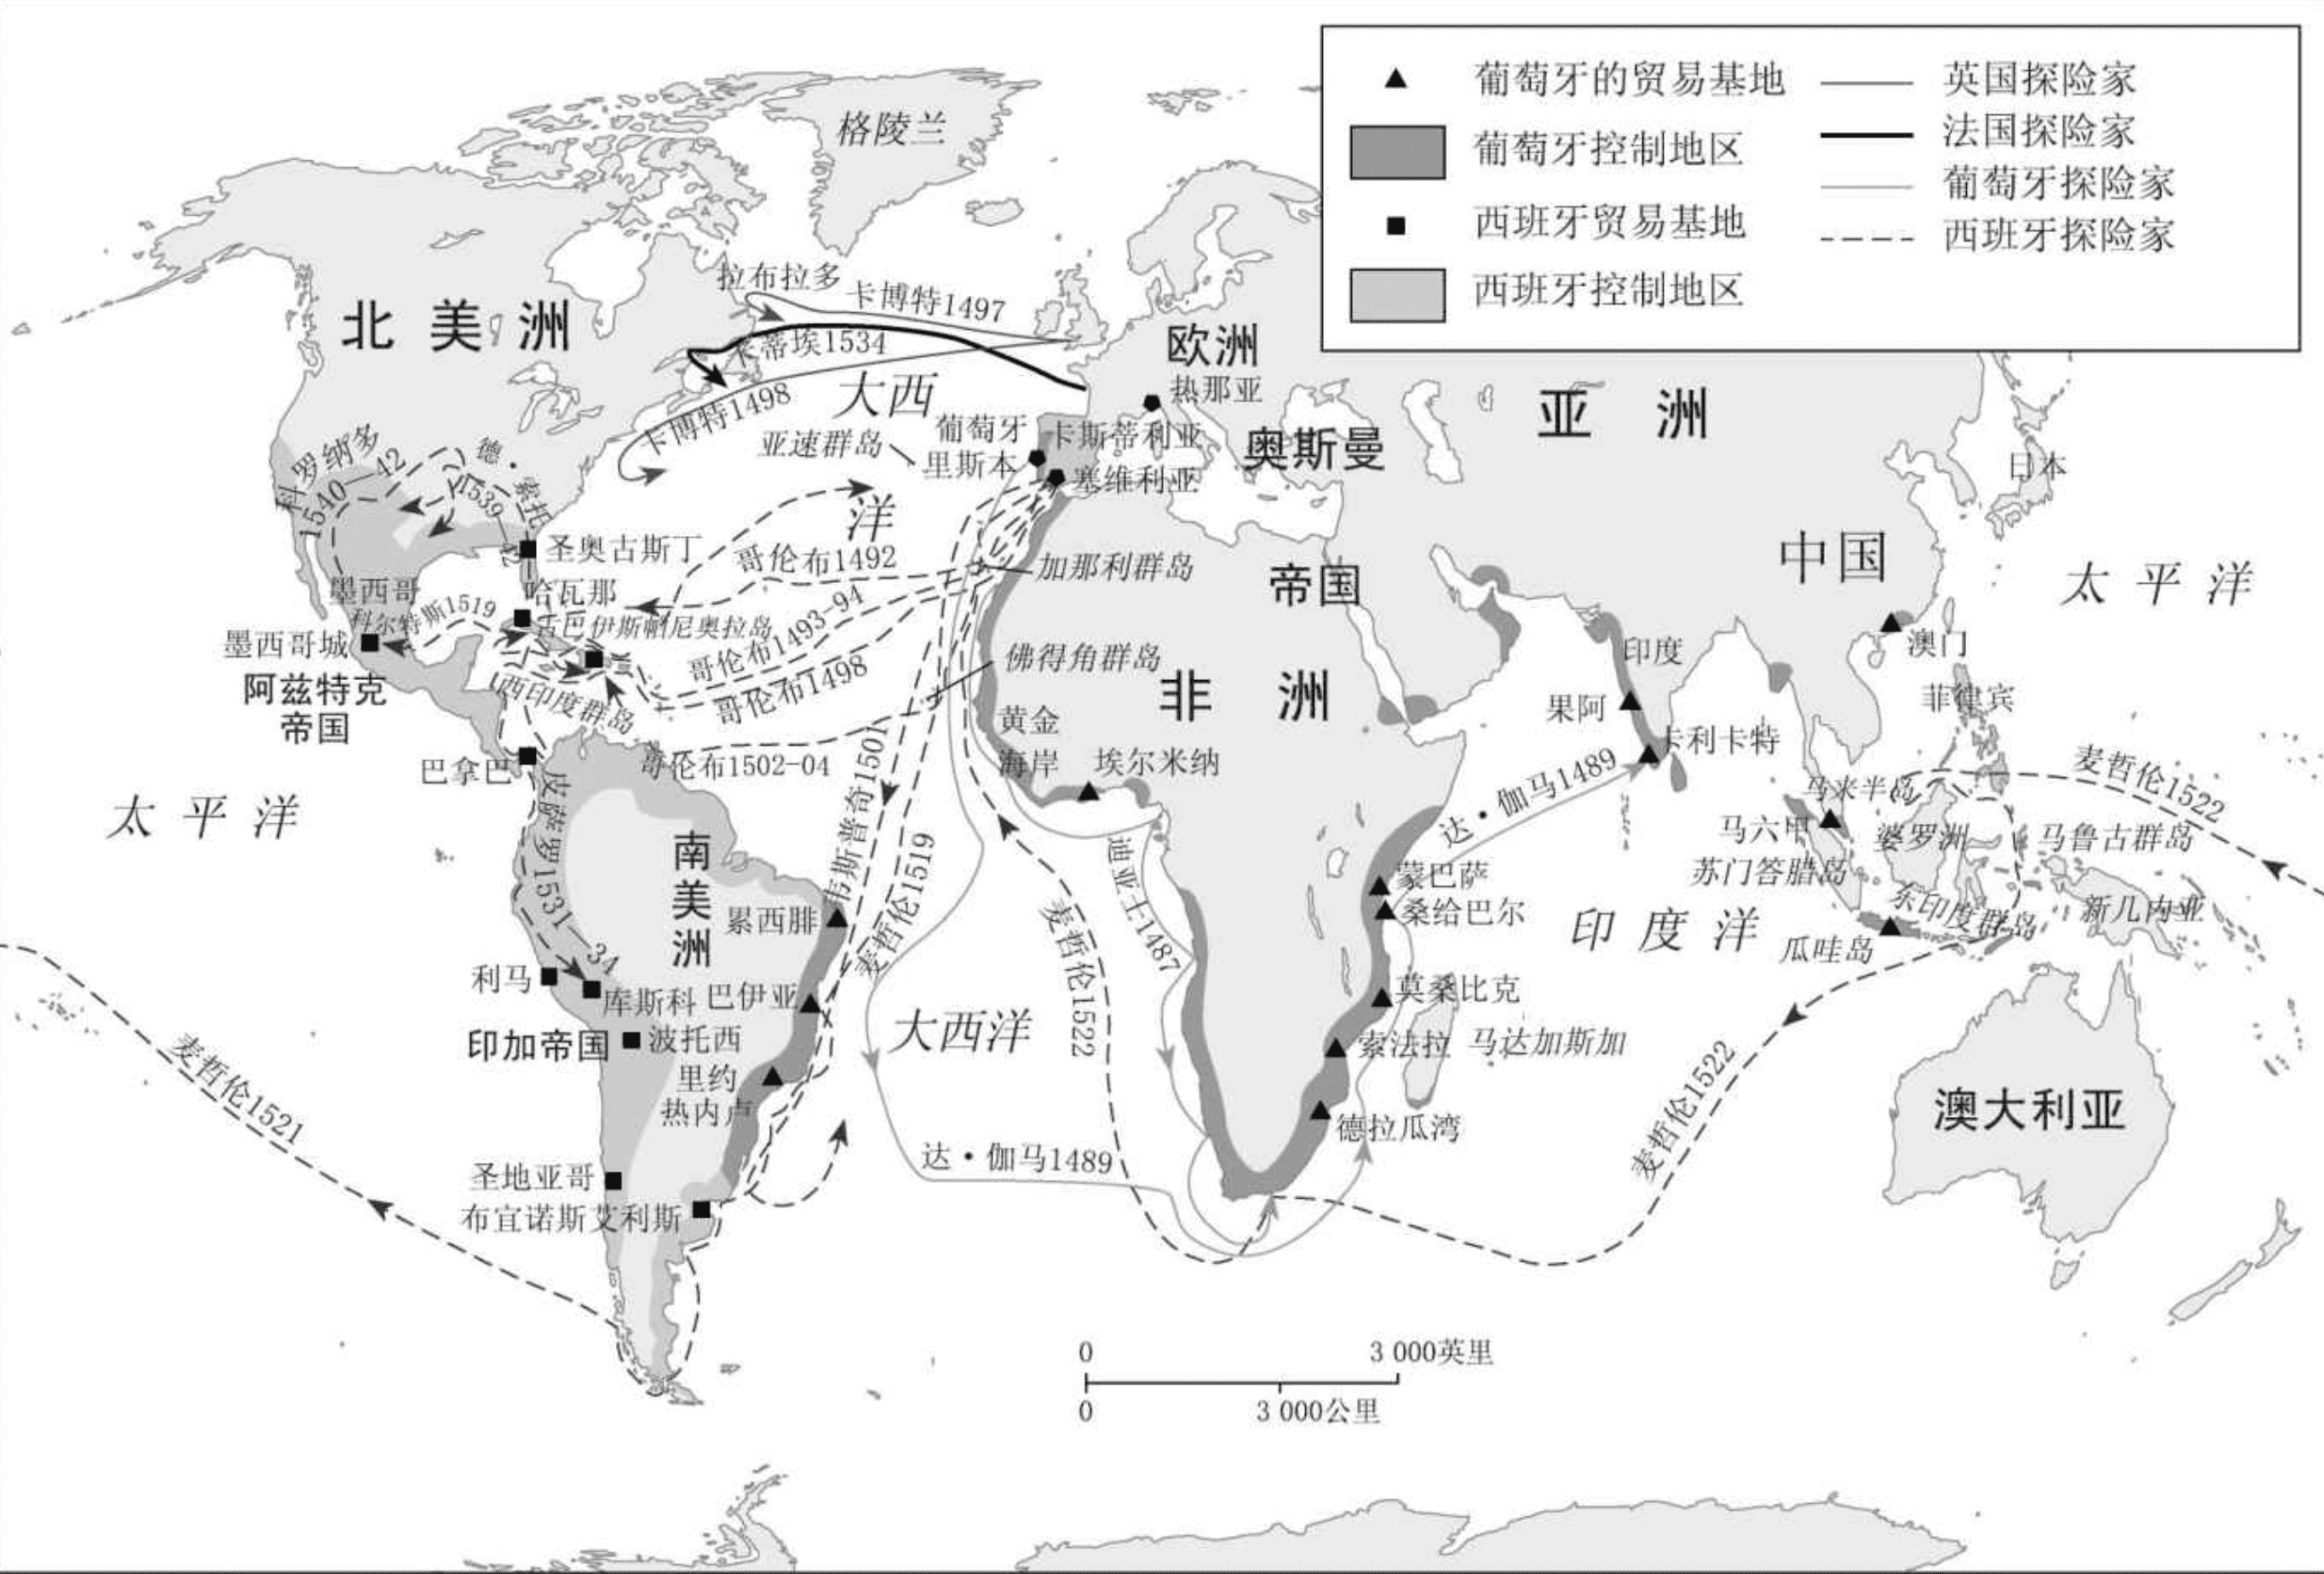 葡萄牙的贸易基地
葡萄牙控制地区
西班牙贸易基地
西班牙控制地区
英国探险家
法国探险家
葡萄牙探险家
西班牙探险家
格陵兰
拉布拉多
卡博特1497
北美洲
卡蒂埃1534
卡博特1498
欧洲
热那亚
大西
洋
亚速群岛
葡萄牙
里斯本
卡斯蒂利亚
塞维利亚
奥斯曼
帝国
亚洲
日本
中国
太平洋
科罗纳多
1540—42
德·索托
1539—42
圣奥古斯丁
哥伦布1492
加那利群岛
墨西哥
哈瓦那
科尔特斯1519
古巴
伊斯帕尼奥拉岛
墨西哥城
阿兹特克
帝国
哥伦布1493-94
哥伦布1498
西印度群岛
佛得角群岛
非洲
印度
澳门
果阿
菲律宾
巴拿巴
哥伦布1502-04
韦斯普奇1501
黄金
海岸
埃尔米纳
卡利卡特
达·伽马1489
马来半岛
麦哲伦1522
太平洋
皮萨罗1531—34
南美洲
麦哲伦1519
迪亚士1487
马六甲
婆罗洲
马鲁古群岛
苏门答腊岛
蒙巴萨
桑给巴尔
累西腓
麦哲伦1522
印度洋
瓜哇岛
东印度群岛
新几内亚
利马
库斯科
巴伊亚
莫桑比克
印加帝国
波托西
大西洋
索法拉
马达加斯加
里约
热内卢
麦哲伦1521
德拉瓜湾
麦哲伦1522
澳大利亚
达·伽马1489
圣地亚哥
布宜诺斯艾利斯
0
3 000英里
0
3 000公里